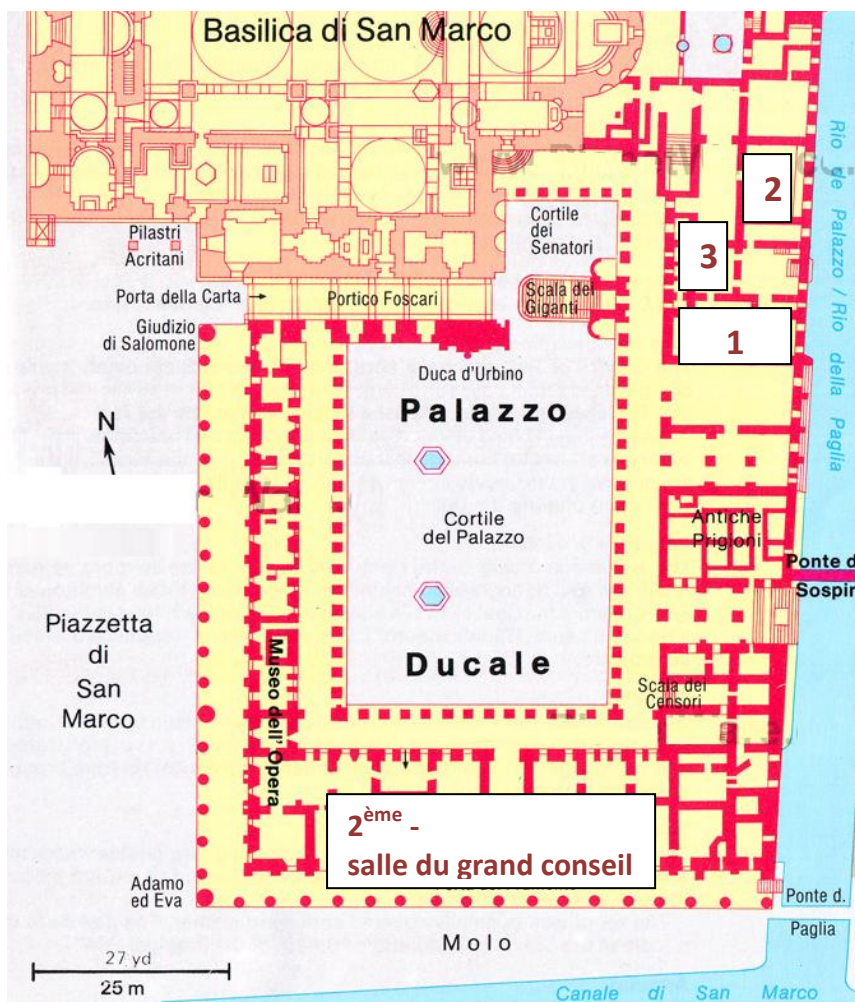 Basilica di San Marco
Rio de Palazzo / Rio della Paglia
2
Cortile
dei
Senatori
Pilastri
Acritani
3
Porta della Carta
Portico Foscari
Scala dei
Giganti
Giudizio
di Salomone
1
Duca d'Urbino
Palazzo
N
Cortile
del Palazzo
Antiche
Prigioni
Ponte d
Sospir
Piazzetta
di
San
Marco
Museo dell' Opera
Ducale
Scala dei
Censori
2ème -
salle du grand conseil
Adamo
ed Eva
Ponte d.
Paglia
Molo
27 yd
25 m
Canale di San Marco